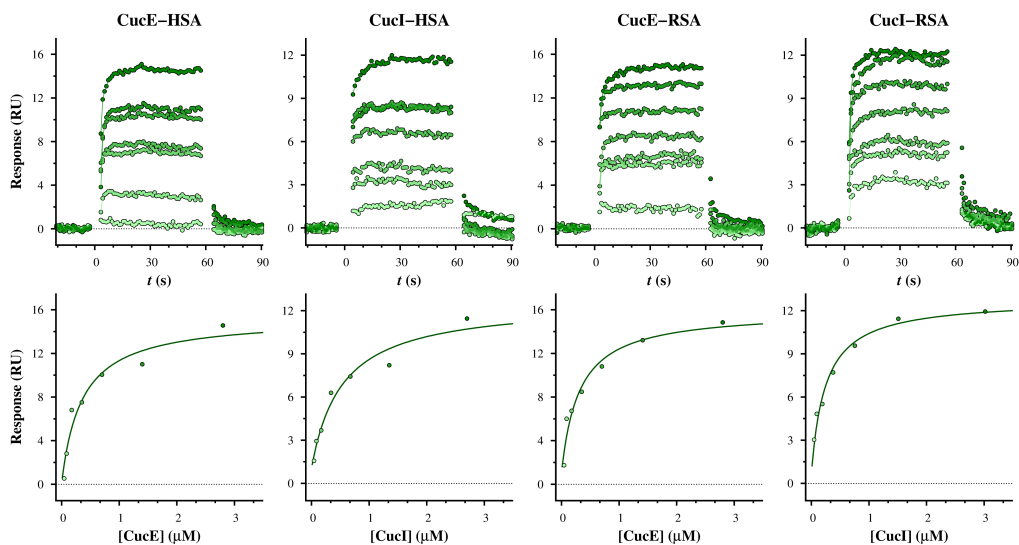 CucE–HSA CucI–HSA CucE–RSA CucI–RSA
16 12 16 12
12 9 12 9
8 6 8 6
4 3 4 3
0 0 0 0
Response (RU)
0 30 60 90 0 30 60 90 0 30 60 90 0 30 60 90
t (s) t (s) t (s) t (s)
16 12 16 12
12 9 12 9
8 6 8 6
4 3 4 3
0 0 0 0
Response (RU)
0 1 2 3 0 1 2 3 0 1 2 3 0 1 2 3
[CucE] (μM) [CucI] (μM) [CucE] (μM) [CucI] (μM)